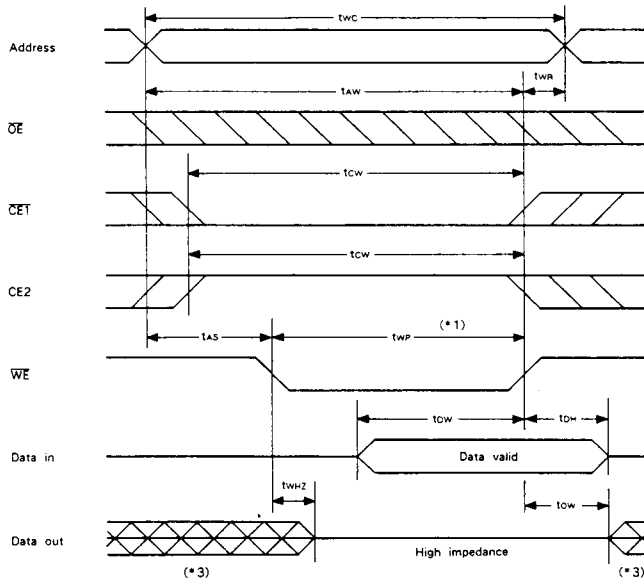 tWC
Address
tAW
tWR
OE
tCW
CE1
tCW
CE2
tAS
tWP
(*1)
WE
tDW
tDH
Data in
Data valid
tWHZ
tOW
Data out
High impedance
(*3)
(*3)